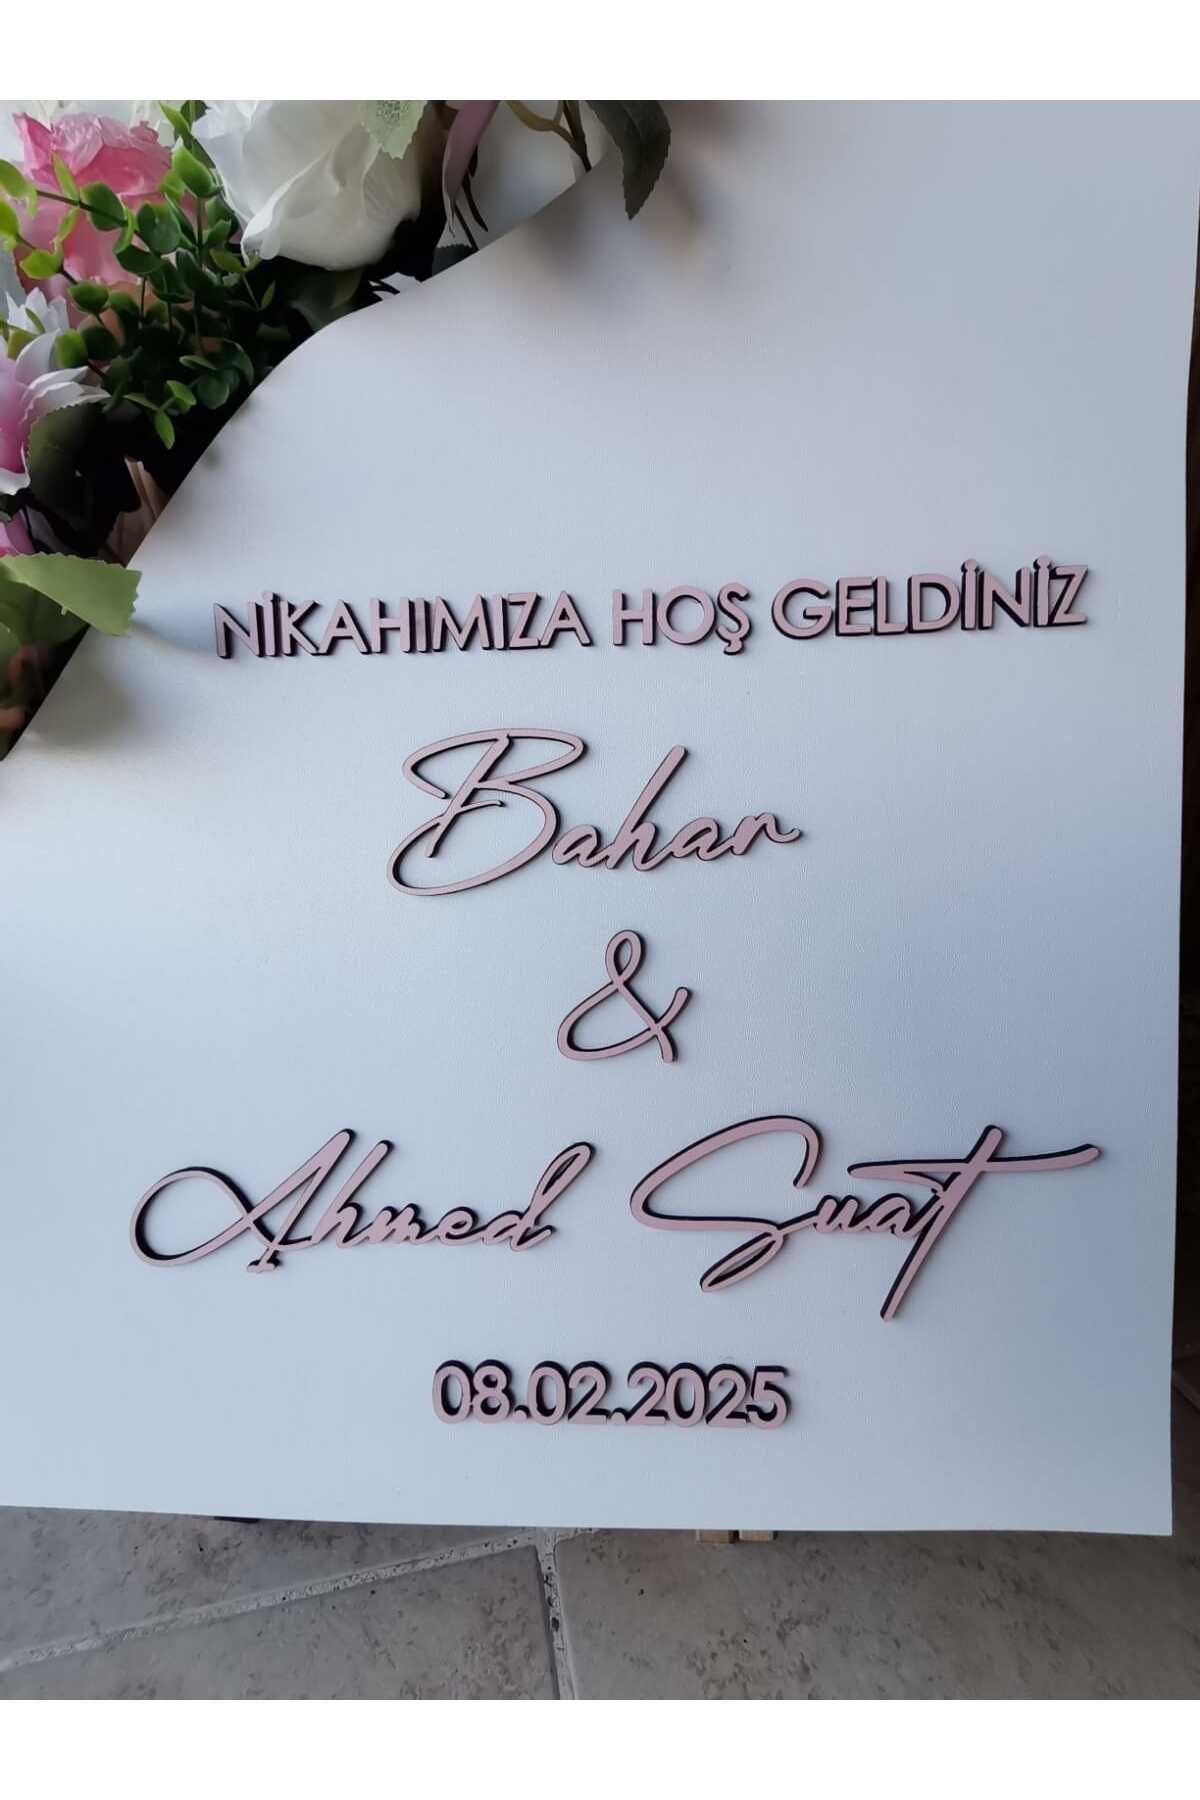 NİKAHIMIZA HOŞ GELDİNİZ
Bahar
&
Ahmed Suat
08.02.2025